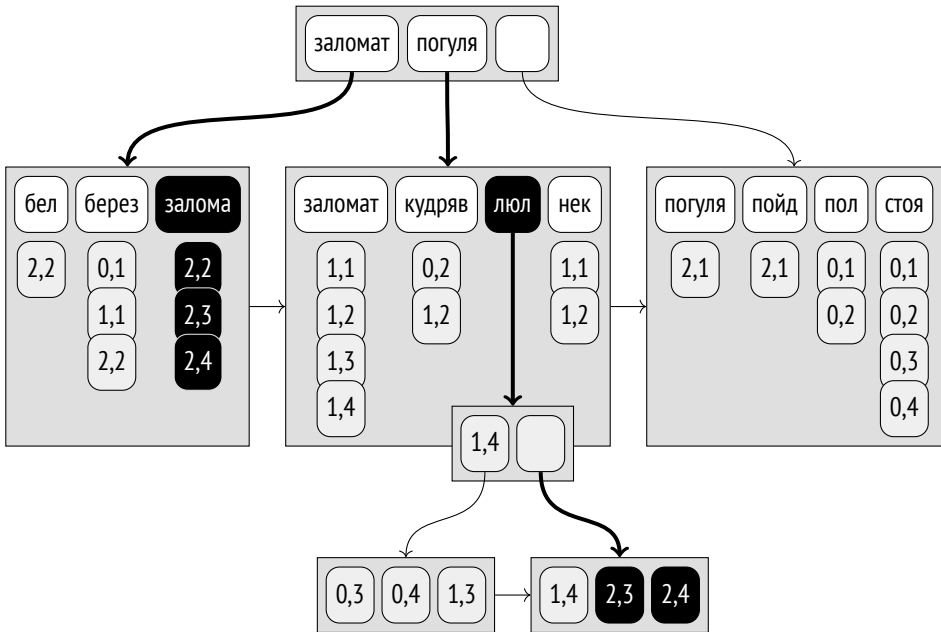 заломат погуля
бел берез залома заломат кудряв люл нек погуля пойд пол стоя
2,2 0,1 2,2 1,1 0,2 1,1 2,1 2,1 0,1 0,1
1,1 2,3 1,2 1,2 1,2 0,2 0,2
2,2 2,4 1,3 0,3
1,4 0,4
1,4
0,3 0,4 1,3 1,4 2,3 2,4